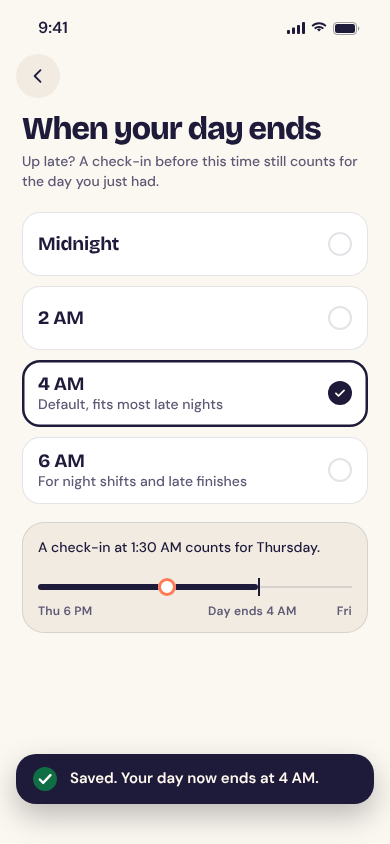 9:41
When your day ends
Up late? A check-in before this time still counts for
the day you just had.
Midnight
2 AM
4 AM
Default, fits most late nights
6 AM
For night shifts and late finishes
A check-in at 1:30 AM counts for Thursday.
Thu 6 PM Day ends 4 AM Fri
Saved. Your day now ends at 4 AM.